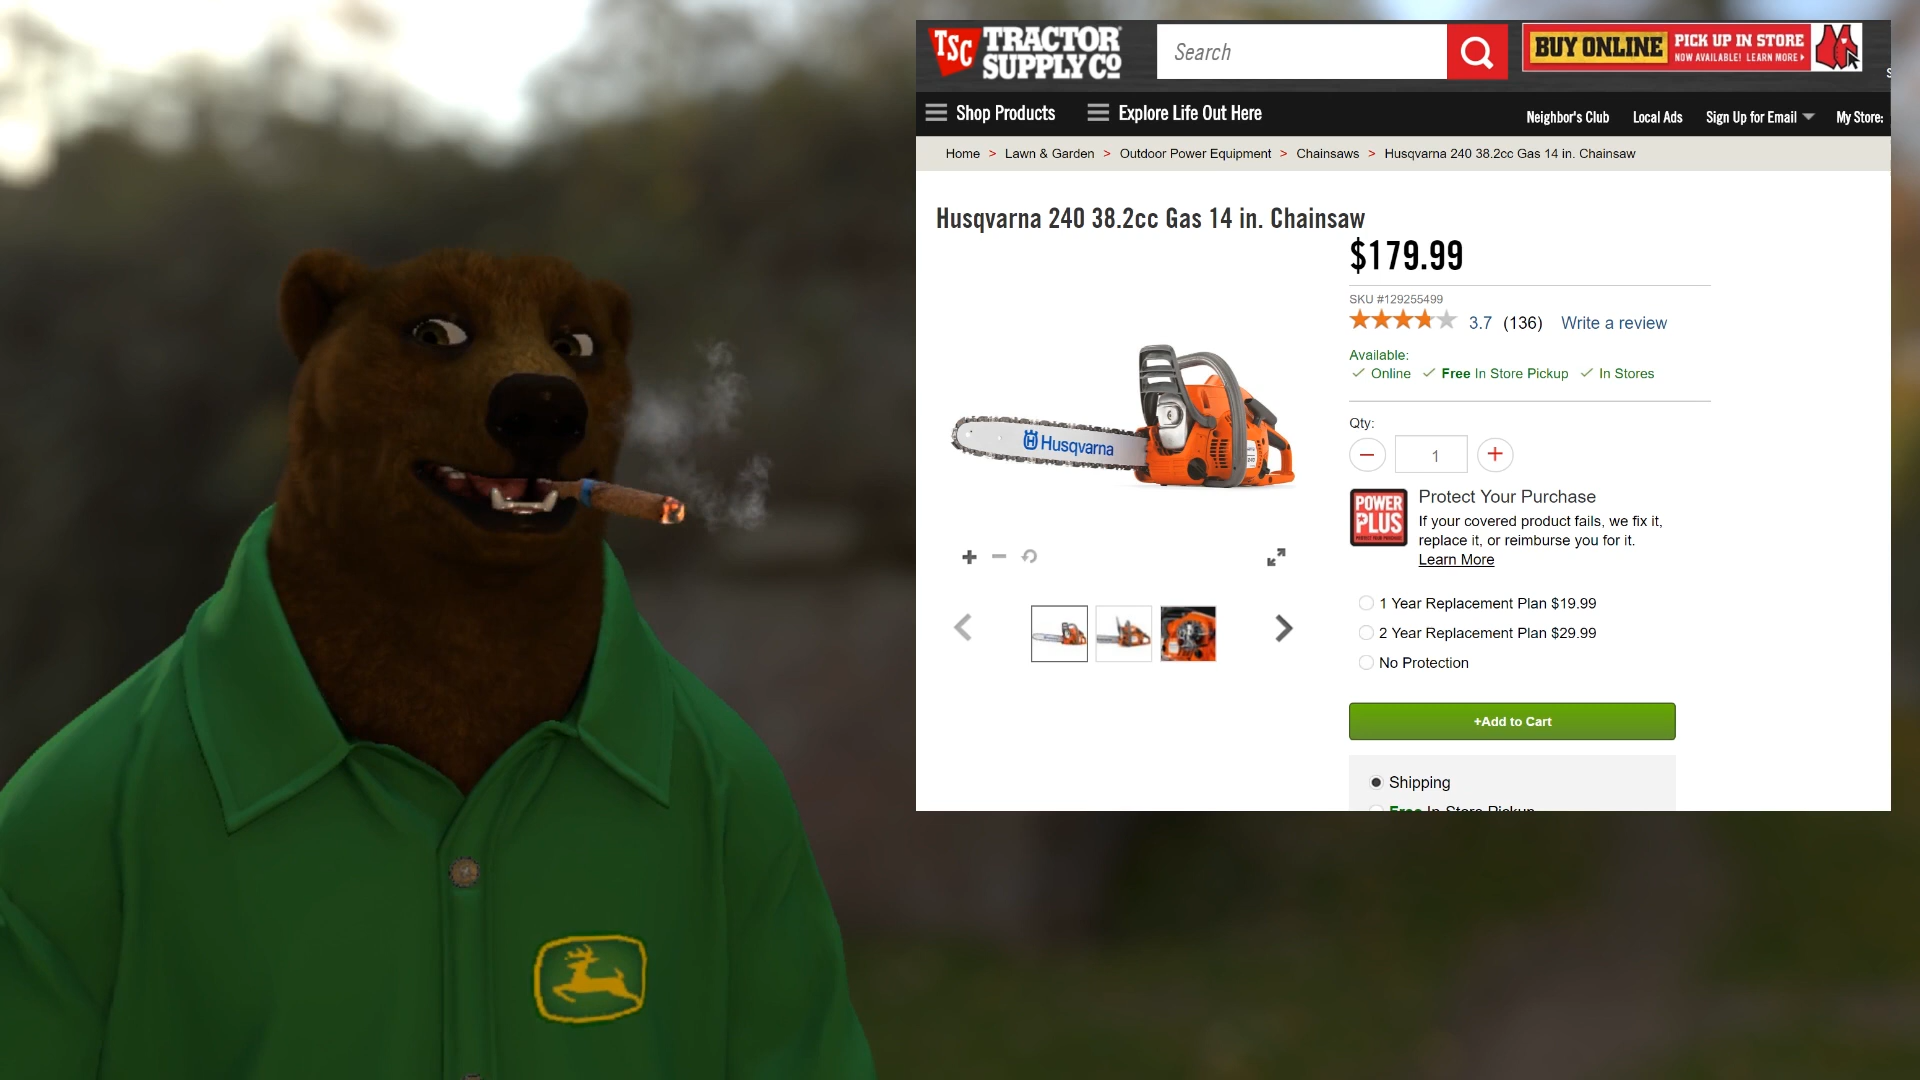 TSC TRACTOR
SUPPLY CO
Search
BUY ONLINE PICK UP IN STORE
NOW AVAILABLE! LEARN MORE
Shop Products Explore Life Out Here
Neighbor's Club Local Ads Sign Up for Email My Store:
Home > Lawn & Garden > Outdoor Power Equipment > Chainsaws > Husqvarna 240 38.2cc Gas 14 in. Chainsaw
Husqvarna 240 38.2cc Gas 14 in. Chainsaw
$179.99
SKU #129255499
3.7 (136) Write a review
Available:
Online Free In Store Pickup In Stores
Husqvarna
Qty:
1
POWER
PLUS
Protect Your Purchase
If your covered product fails, we fix it,
replace it, or reimburse you for it.
Learn More
1 Year Replacement Plan $19.99
2 Year Replacement Plan $29.99
No Protection
+Add to Cart
Shipping
Free In Store Pickup